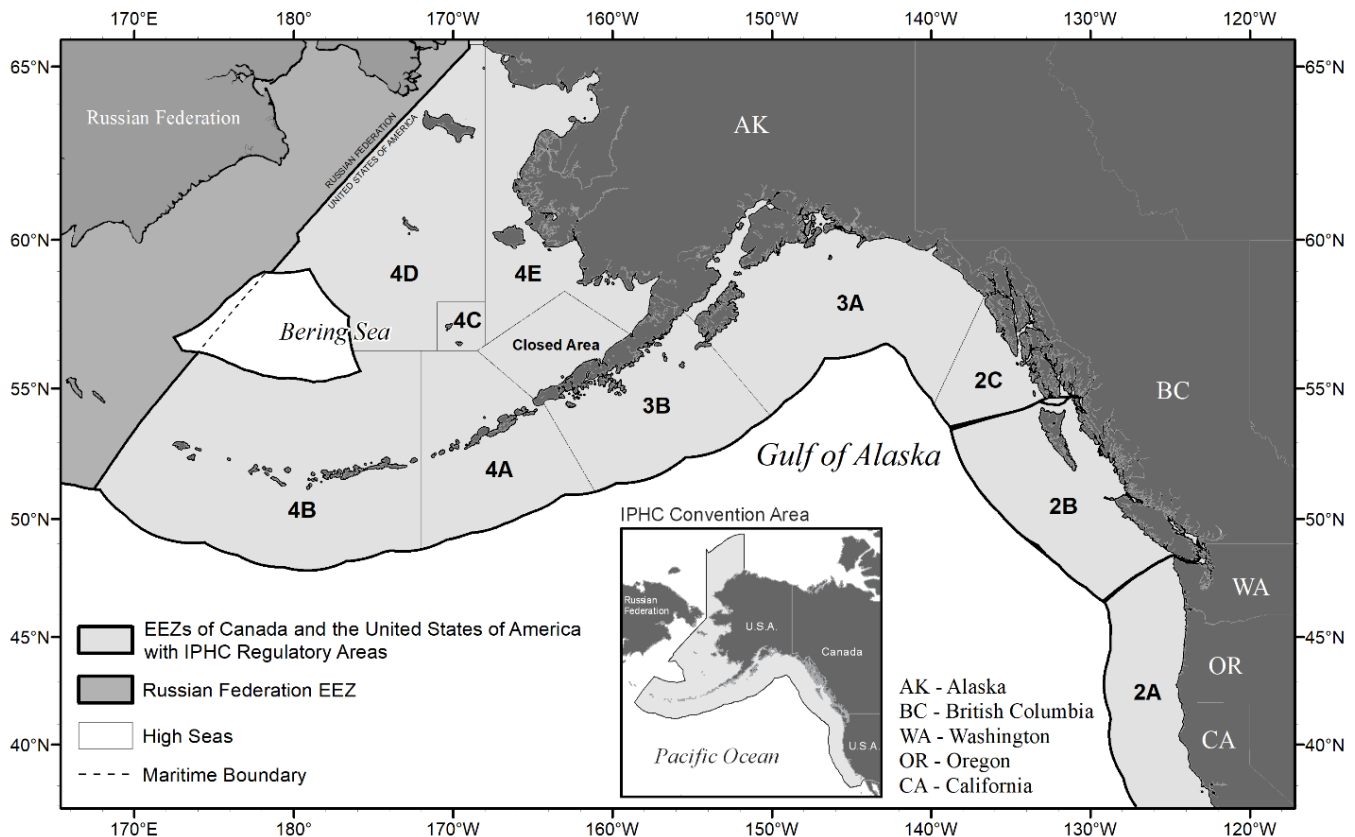 170°E 180° 170°W 160°W 150°W 140°W 130°W 120°W
65°N 65°N
Russian Federation
AK
RUSSIAN FEDERATION
UNITED STATES OF AMERICA
60°N 60°N
4D 4E
3A
4C
Bering Sea
Closed Area
2C
55°N 55°N
BC
3B
Gulf of Alaska
4A
4B
2B
50°N 50°N
IPHC Convention Area
WA
Russian
Federation
U.S.A.
Canada
U.S.A.
Pacific Ocean
EEZs of Canada and the United States of America
with IPHC Regulatory Areas
Russian Federation EEZ
High Seas
Maritime Boundary
45°N 45°N
OR
2A
AK - Alaska
BC - British Columbia
WA - Washington
OR - Oregon
CA - California
CA
40°N 40°N
170°E 180° 170°W 160°W 150°W 140°W 130°W 120°W